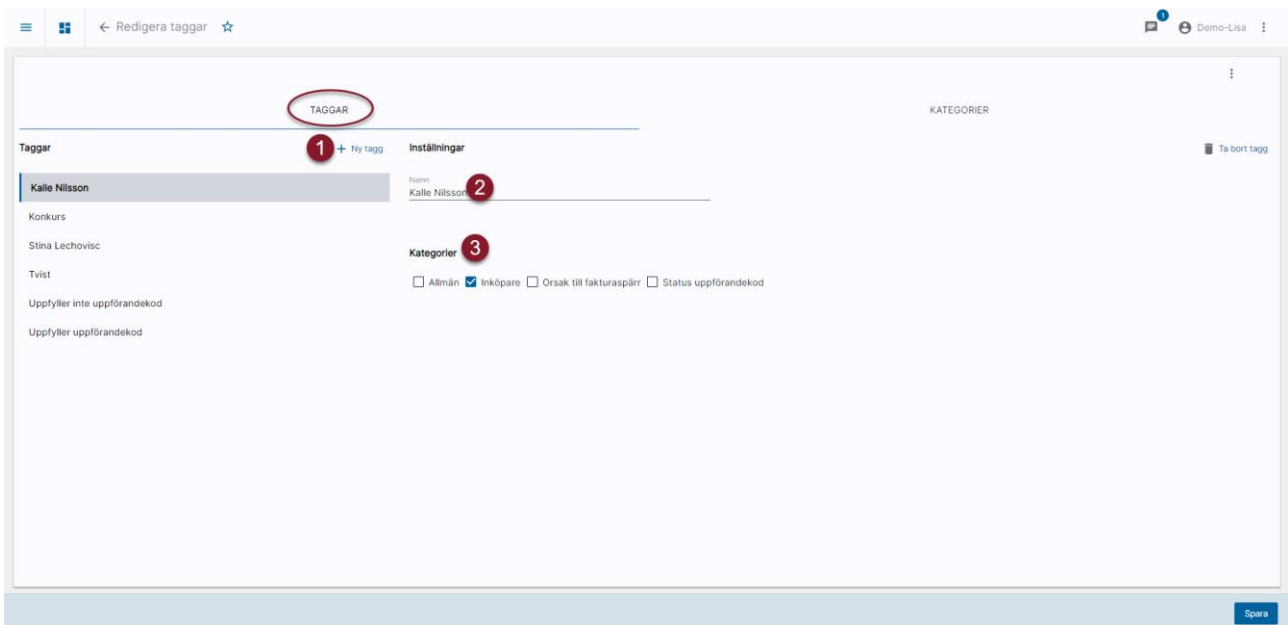 1
Redigera taggar
Demo-Lisa
TAGGAR
KATEGORIER
Taggar
1
+ Ny tagg
Inställningar
Ta bort tagg
Kalle Nilsson
Namn
Kalle Nilsson
2
Konkurs
Stina Lechovisc
Kategorier
3
Tvist
Allmän Inköpare Orsak till fakturaspärr Status uppförandekod
Uppfyller inte uppförandekod
Uppfyller uppförandekod
Spara